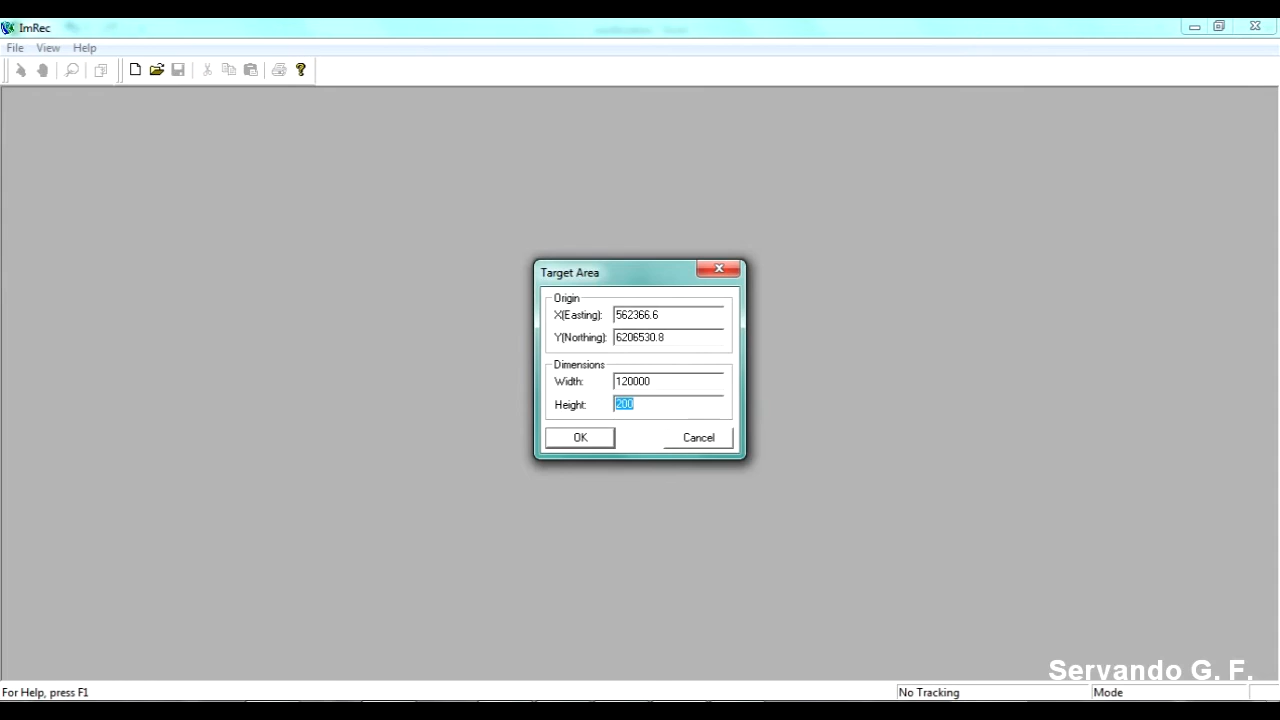 ImRec
File View Help
Target Area
Origin
X(Easting): 562366.6
Y(Northing): 6206530.8
Dimensions
Width: 120000
Height: 200
OK Cancel
Servando G. F.
For Help, press F1 No Tracking Mode